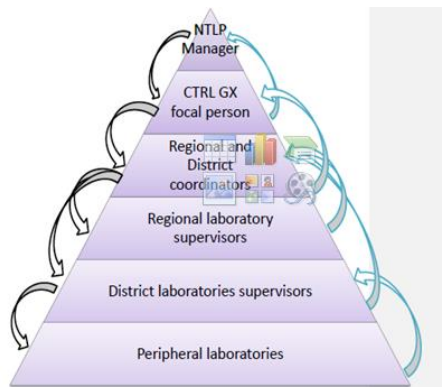 NTLP
Manager
CTRL GX
focal person
Regional and
District
coordinators
Regional laboratory
supervisors
District laboratories supervisors
Peripheral laboratories